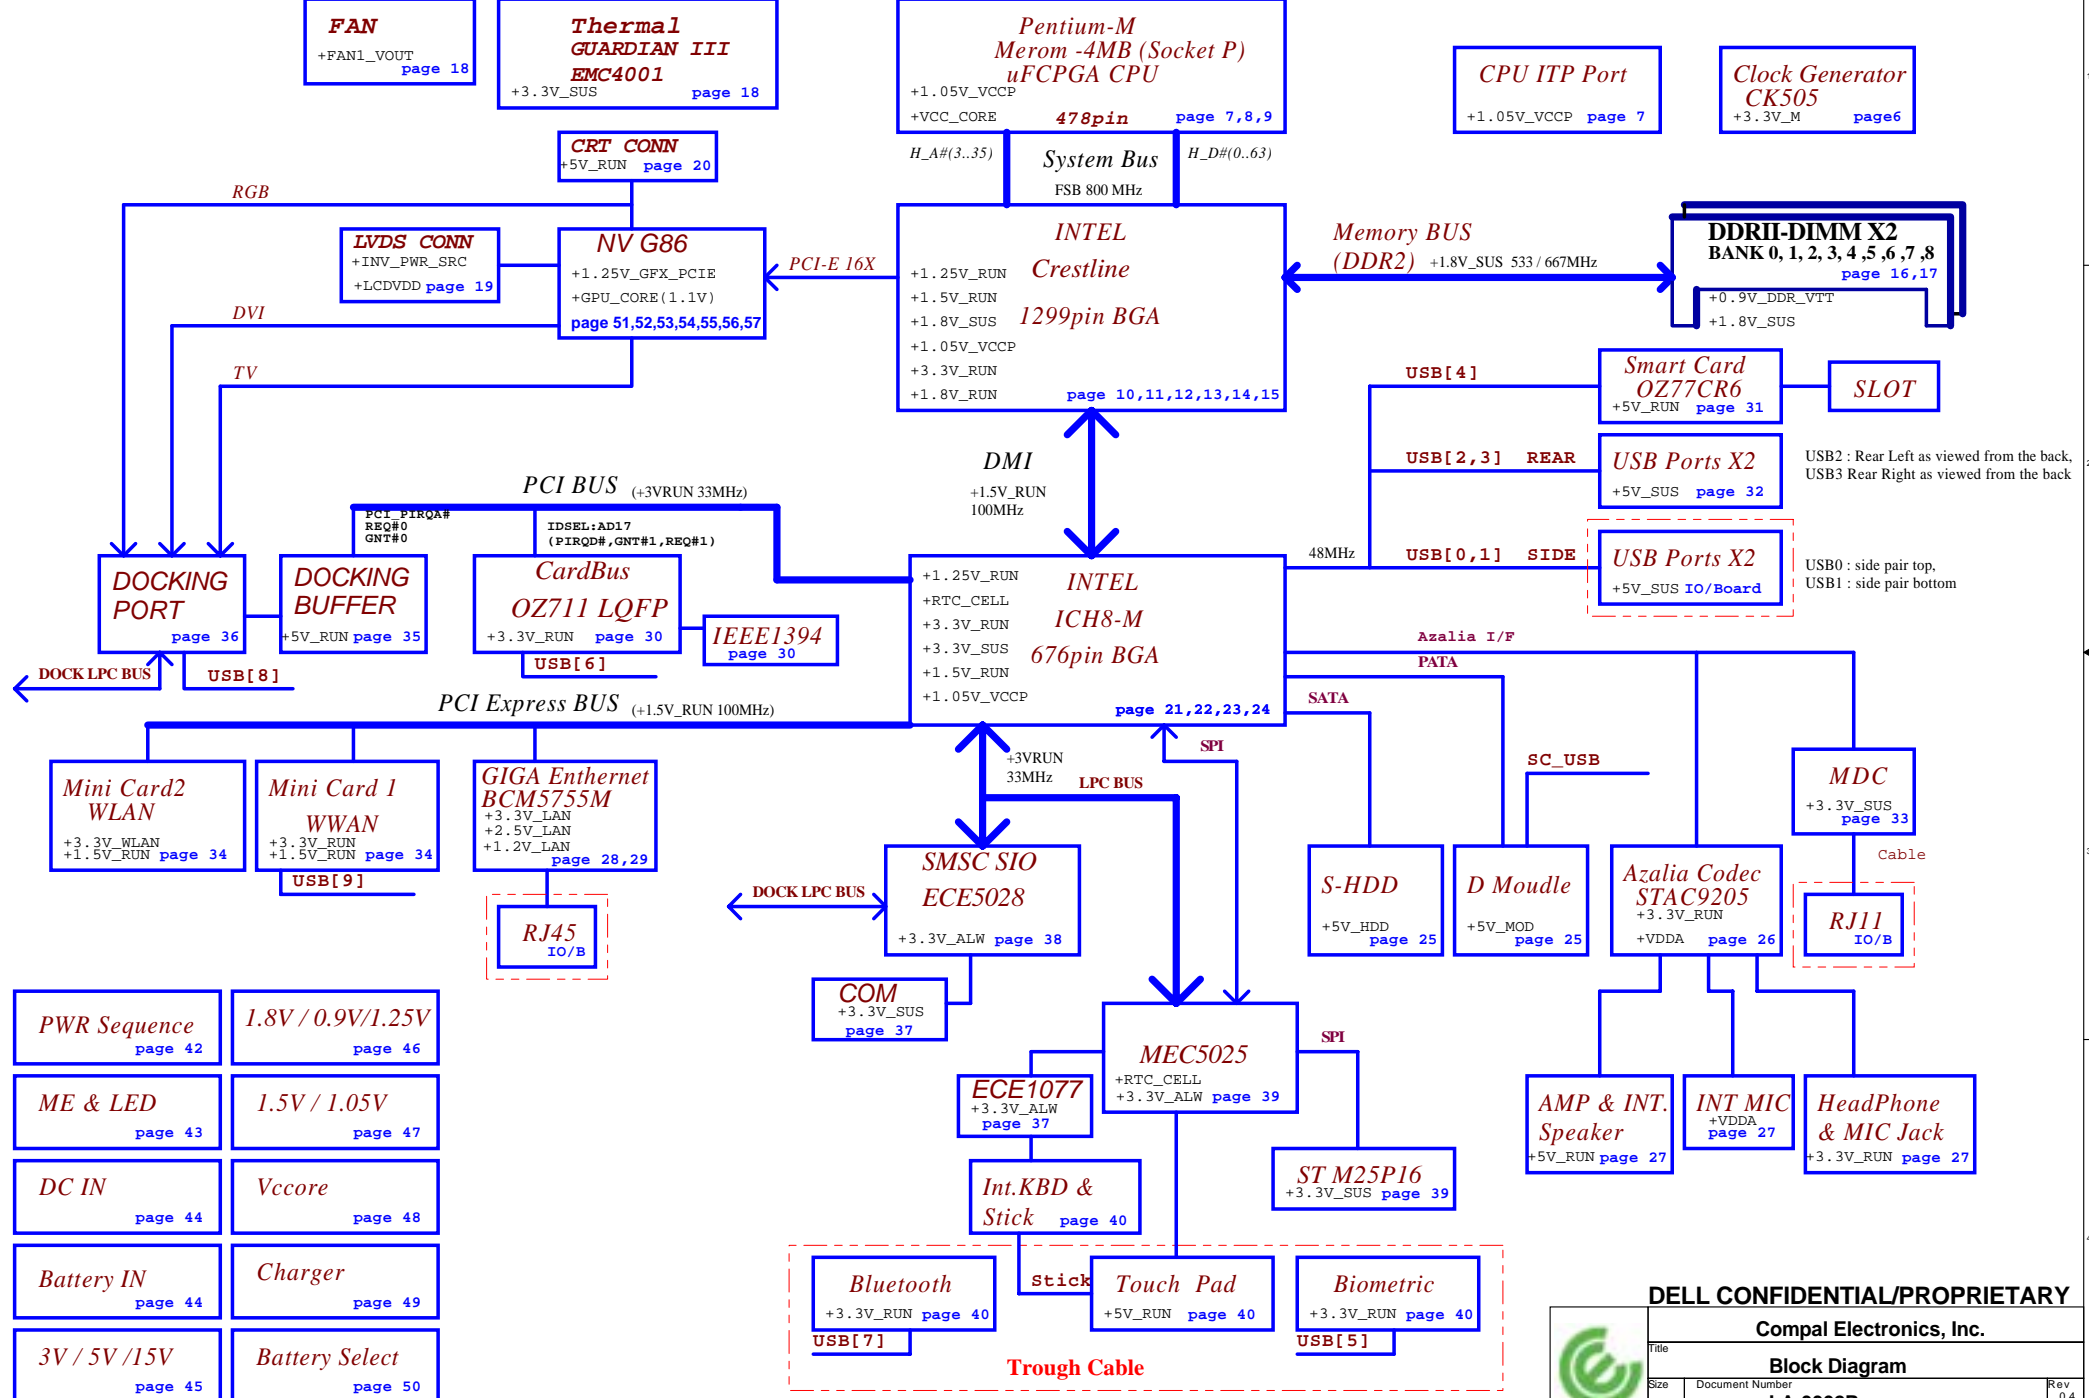 FAN
+FAN1_VOUT
page 18
Thermal
GUARDIAN III
EMC4001
+3.3V_SUS
page 18
Pentium-M
Merom -4MB (Socket P)
uFCPGA CPU
+1.05V_VCCP
+VCC_CORE
478pin
page 7,8,9
CPU ITP Port
+1.05V_VCCP page 7
Clock Generator
CK505
+3.3V_M
page6
CRT CONN
+5V_RUN page 20
H_A#(3..35)
System Bus
H_D#(0..63)
FSB 800 MHz
RGB
LVDS CONN
+INV_PWR_SRC
+LCDVDD page 19
NV G86
+1.25V_GFX_PCIE
+GPU_CORE(1.1V)
page 51,52,53,54,55,56,57
PCI-E 16X
INTEL
Crestline
1299pin BGA
+1.25V_RUN
+1.5V_RUN
+1.8V_SUS
+1.05V_VCCP
+3.3V_RUN
+1.8V_RUN
page 10,11,12,13,14,15
Memory BUS
(DDR2)
+1.8V_SUS 533 / 667MHz
DDRII-DIMM X2
BANK 0, 1, 2, 3, 4 ,5 ,6 ,7 ,8
page 16,17
+0.9V_DDR_VTT
+1.8V_SUS
DVI
TV
USB[4]
Smart Card
OZ77CR6
+5V_RUN page 31
SLOT
USB[2,3] REAR
USB Ports X2
+5V_SUS page 32
USB2 : Rear Left as viewed from the back,
USB3 Rear Right as viewed from the back
DMI
+1.5V_RUN
100MHz
PCI BUS (+3VRUN 33MHz)
PCI_PIRQA#
REQ#0
GNT#0
IDSEL:AD17
(PIRQD#,GNT#1,REQ#1)
48MHz
USB[0,1] SIDE
USB Ports X2
+5V_SUS IO/Board
USB0 : side pair top,
USB1 : side pair bottom
DOCKING
PORT
page 36
DOCKING
BUFFER
+5V_RUN page 35
CardBus
OZ711 LQFP
+3.3V_RUN page 30
IEEE1394
page 30
INTEL
ICH8-M
676pin BGA
+1.25V_RUN
+RTC_CELL
+3.3V_RUN
+3.3V_SUS
+1.5V_RUN
+1.05V_VCCP
page 21,22,23,24
Azalia I/F
PATA
SATA
DOCK LPC BUS
USB[8]
USB[6]
PCI Express BUS (+1.5V_RUN 100MHz)
+3VRUN
33MHz
SPI
LPC BUS
SC_USB
Mini Card2
WLAN
+3.3V_WLAN
+1.5V_RUN page 34
Mini Card 1
WWAN
+3.3V_RUN
+1.5V_RUN page 34
USB[9]
GIGA Enthernet
BCM5755M
+3.3V_LAN
+2.5V_LAN
+1.2V_LAN
page 28,29
RJ45
IO/B
MDC
+3.3V_SUS
page 33
Cable
RJ11
IO/B
DOCK LPC BUS
SMSC SIO
ECE5028
+3.3V_ALW page 38
S-HDD
+5V_HDD
page 25
D Moudle
+5V_MOD
page 25
Azalia Codec
STAC9205
+3.3V_RUN
+VDDA page 26
COM
+3.3V_SUS
page 37
MEC5025
+RTC_CELL
+3.3V_ALW page 39
SPI
ECE1077
+3.3V_ALW
page 37
Int.KBD &
Stick page 40
ST M25P16
+3.3V_SUS page 39
AMP & INT.
Speaker
+5V_RUN page 27
INT MIC
+VDDA
page 27
HeadPhone
& MIC Jack
+3.3V_RUN page 27
PWR Sequence
page 42
1.8V / 0.9V/1.25V
page 46
ME & LED
page 43
1.5V / 1.05V
page 47
DC IN
page 44
Vccore
page 48
Battery IN
page 44
Charger
page 49
3V / 5V /15V
page 45
Battery Select
page 50
Bluetooth
+3.3V_RUN page 40
USB[7]
Stick
Touch Pad
+5V_RUN page 40
Biometric
+3.3V_RUN page 40
USB[5]
Trough Cable
DELL CONFIDENTIAL/PROPRIETARY
Compal Electronics, Inc.
Title
Block Diagram
Size
Document Number
Rev